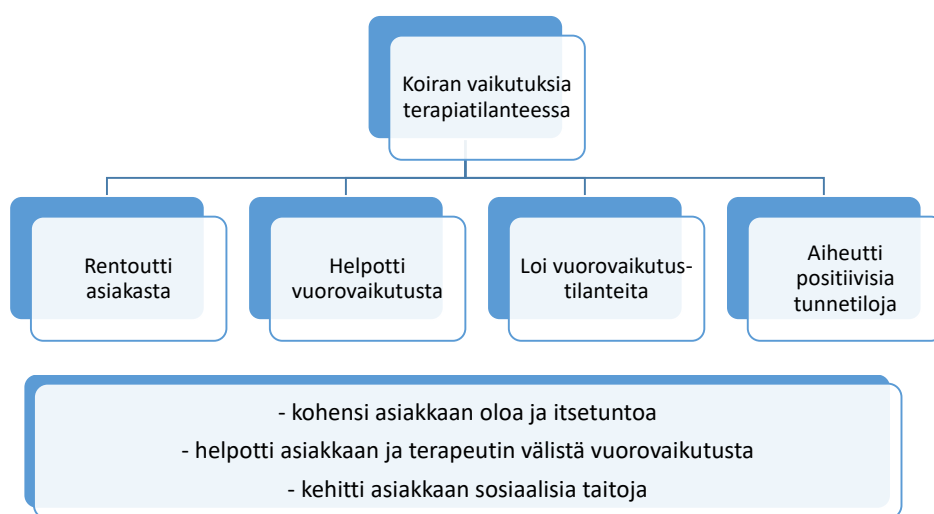 Koiran vaikutuksia
terapiatilanteessa
Rentoutti
asiakasta
Helpotti
vuorovaikutusta
Loi vuorovaikutus-
tilanteita
Aiheutti
positiivisia
tunnetiloja
- kohensi asiakkaan oloa ja itsetuntoa
- helpotti asiakkaan ja terapeutin välistä vuorovaikutusta
- kehitti asiakkaan sosiaalisia taitoja